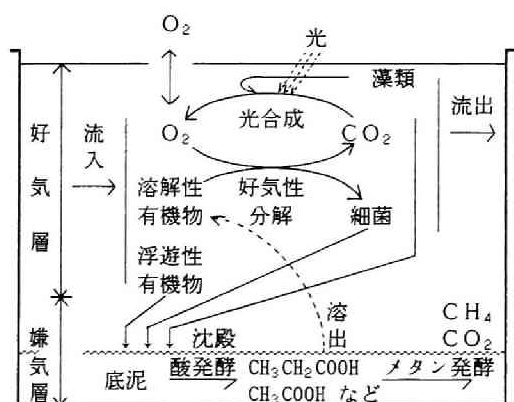 O₂
光
藻類
光合成
O₂
CO₂
流出
好気層
流入
溶解性
有機物
好気性
分解
細菌
浮遊性
有機物
溶出
CH₄
CO₂
嫌気層
沈殿
底泥
酸発酵
CH₃CH₂COOH
CH₃COOH など
メタン発酵